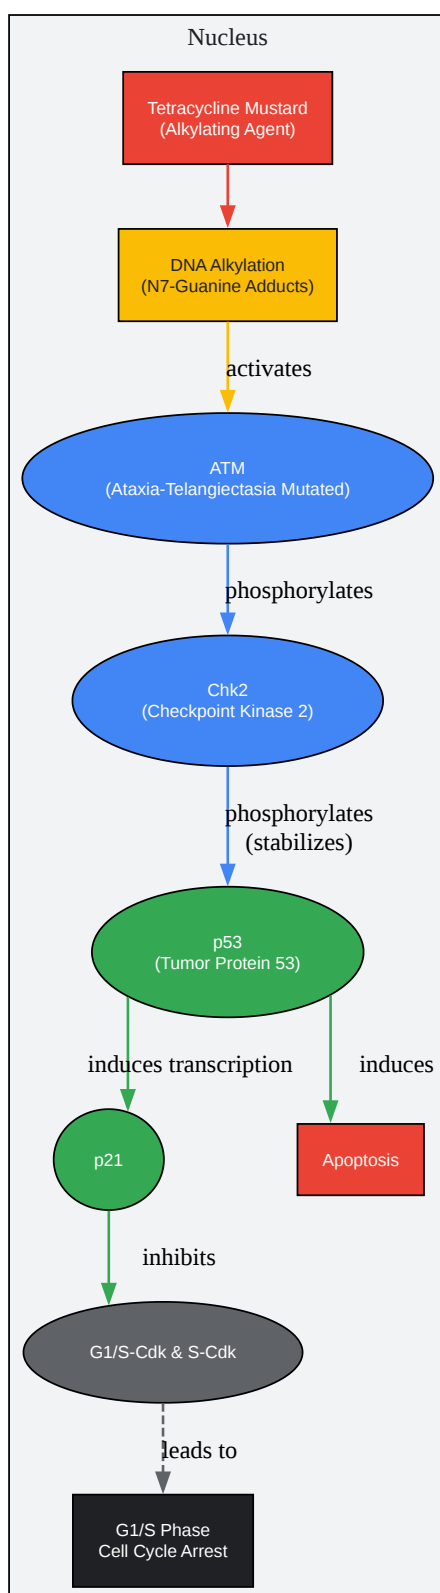 Nucleus
Tetracycline Mustard
(Alkylating Agent)
DNA Alkylation
(N7-Guanine Adducts)
activates
ATM
(Ataxia-Telangiectasia Mutated)
phosphorylates
Chk2
(Checkpoint Kinase 2)
phosphorylates
(stabilizes)
p53
(Tumor Protein 53)
induces transcription
induces
p21
Apoptosis
inhibits
G1/S-Cdk & S-Cdk
leads to
G1/S Phase
Cell Cycle Arrest